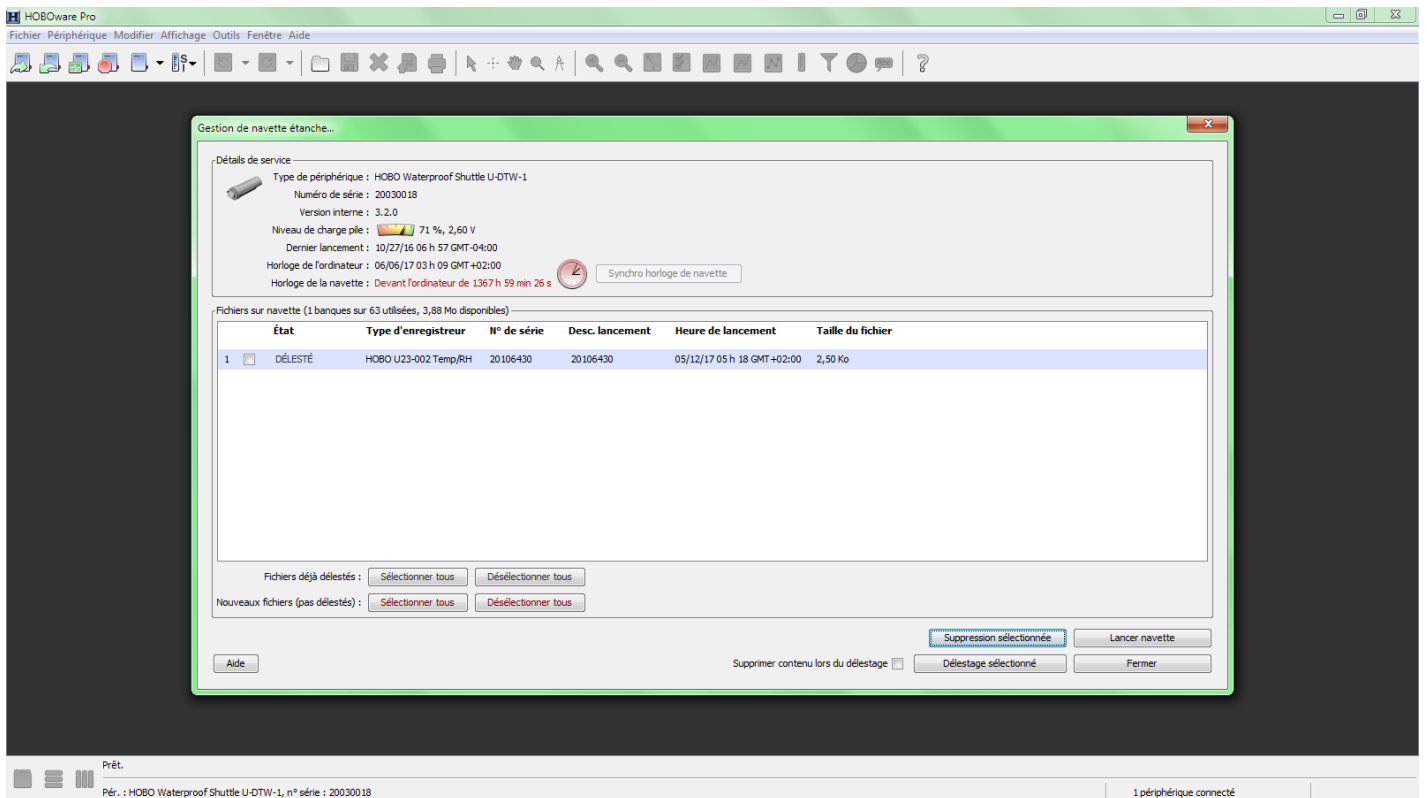 HOBOware Pro
Fichier Périphérique Modifier Affichage Outils Fenêtre Aide
Gestion de navette étanche...
Détails de service
Type de périphérique : HOBO Waterproof Shuttle U-DTW-1
Numéro de série : 20030018
Version interne : 3.2.0
Niveau de charge pile : 71 %, 2,60 V
Dernier lancement : 10/27/16 06 h 57 GMT-04:00
Horloge de l'ordinateur : 06/06/17 03 h 09 GMT+02:00
Horloge de la navette : Devant l'ordinateur de 1367 h 59 min 26 s
Synchro horloge de navette
Fichiers sur navette (1 banques sur 63 utilisées, 3,88 Mo disponibles)
État Type d'enregistreur N° de série Desc. lancement Heure de lancement Taille du fichier
1 DÉLESTÉ HOBO U23-002 Temp/RH 20106430 20106430 05/12/17 05 h 18 GMT+02:00 2,50 Ko
Fichiers déjà délestés : Sélectionner tous Désélectionner tous
Nouveaux fichiers (pas délestés) : Sélectionner tous Désélectionner tous
Suppression sélectionnée Lancer navette
Aide Supprimer contenu lors du délestage Délestage sélectionné Fermer
Prêt.
Pér. : HOBO Waterproof Shuttle U-DTW-1, n° série : 20030018 1 périphérique connecté